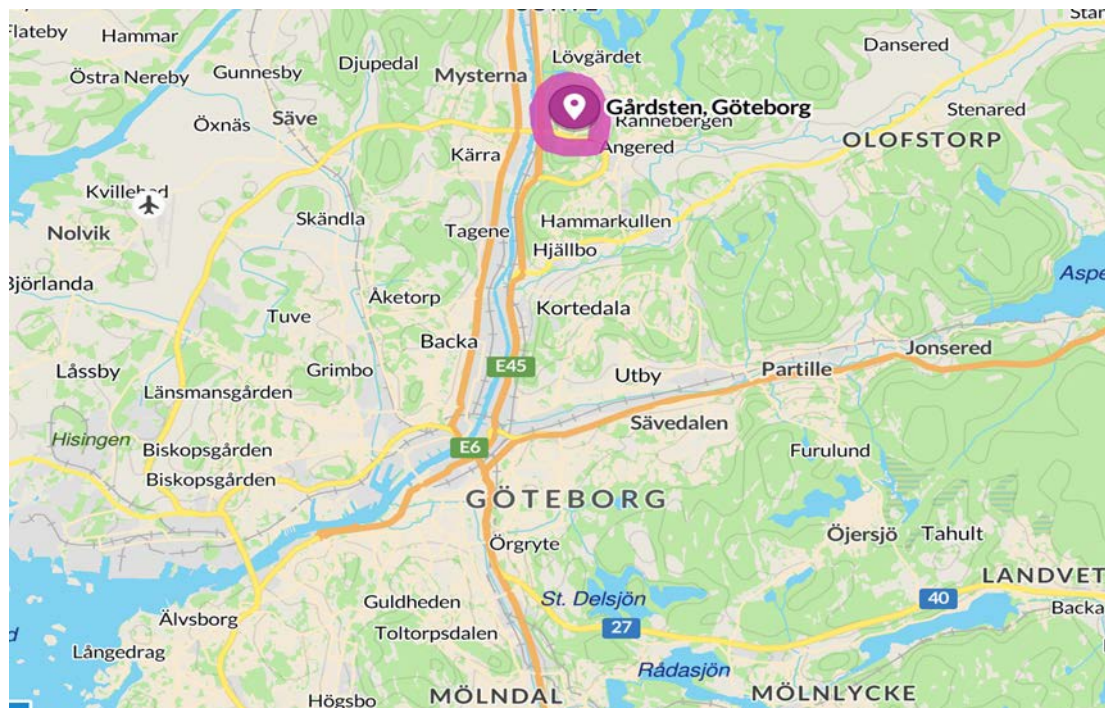 Flateby
Hammar
Djupedal
Lövgärdet
Dansered
Östra Nereby
Gunnesby
Mysterna
Öxnäs
Säve
Gårdsten, Göteborg
Rannebergen
Stenared
Kärra
Angered
OLOFSTORP
Kvillebad
Nolvik
Skändla
Tagene
Hammarkullen
Hjällbo
Björlanda
Åketorp
Kortedala
Tuve
Backa
E45
Låssby
Grimbo
Utby
Partille
Jonsered
Länsmansgården
Sävedalen
Hisingen
Biskopsgården
E6
Furulund
Biskopsgården
GÖTEBORG
Örgryte
Öjersjö
Tahult
LANDVET
Guldheden
St. Delsjön
40
Backa
Älvsborg
Toltorpsdalen
27
Långedrag
Rådasjön
Högsbo
MÖLNDAL
MÖLNLYCKE